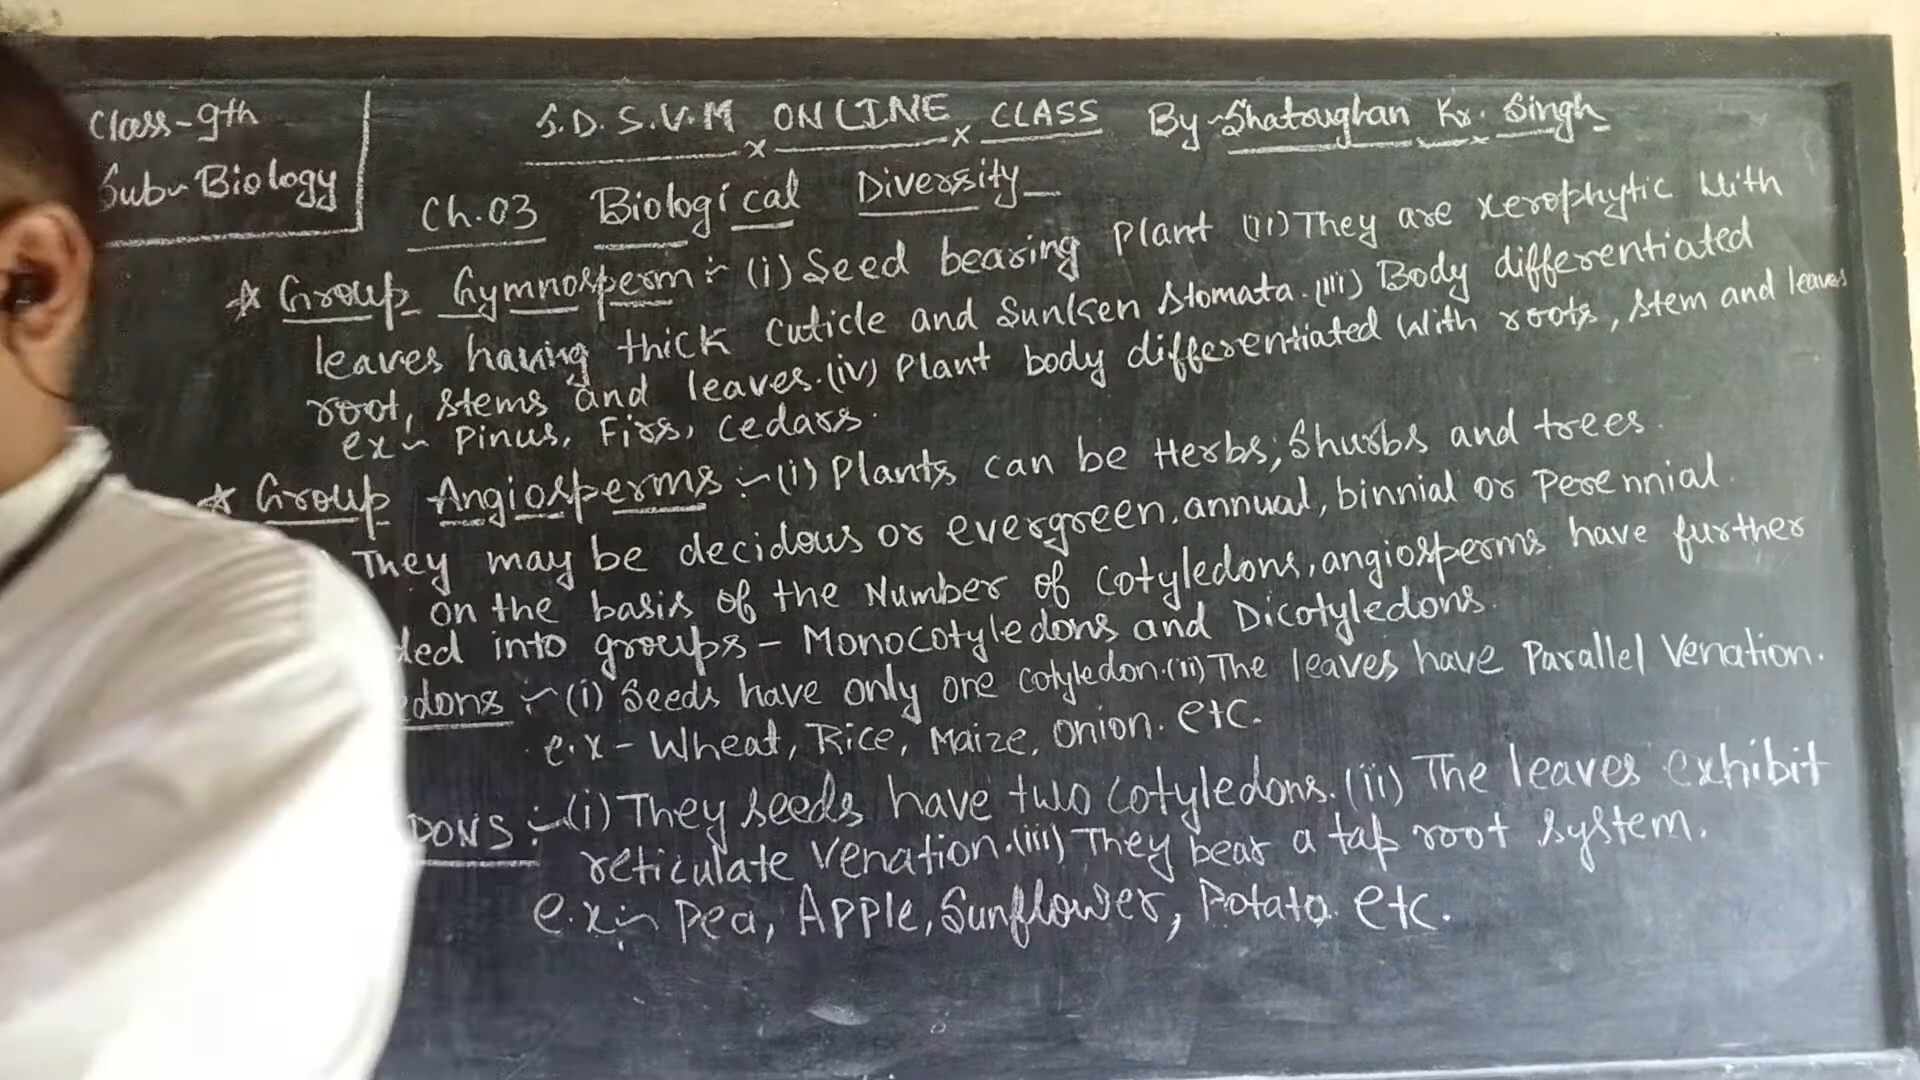 Class-9th
Sub- Biology
S.D.S.V.M ONLINE CLASS By-Shatrughan Kr. Singh
Ch.03 Biological Diversity
☆ Group Gymnosperm:- (i) Seed bearing Plant (ii) They are xerophytic with
leaves having thick cuticle and Sunken Stomata. (iii) Body differentiated
root, stems and leaves. (iv) Plant body differentiated with roots, stem and leaves
ex- Pinus, Firs, cedars.
☆ Group Angiosperms:- (i) Plants can be Herbs, Shurbs and trees.
They may be decidous or evergreen, annual, binnial or Perennial.
on the basis of the Number of cotyledons, angiosperms have further
ded into groups - Monocotyledons and Dicotyledons.
edons:- (i) Seeds have only one cotyledon. (ii) The leaves have Parallel Venation.
e.x- Wheat, Rice, Maize, Onion. etc.
DONS:- (i) They seeds have two cotyledons. (ii) The leaves exhibit
reticulate venation. (iii) They bear a tap root system.
e.x:- Pea, Apple, Sunflower, Potato. etc.